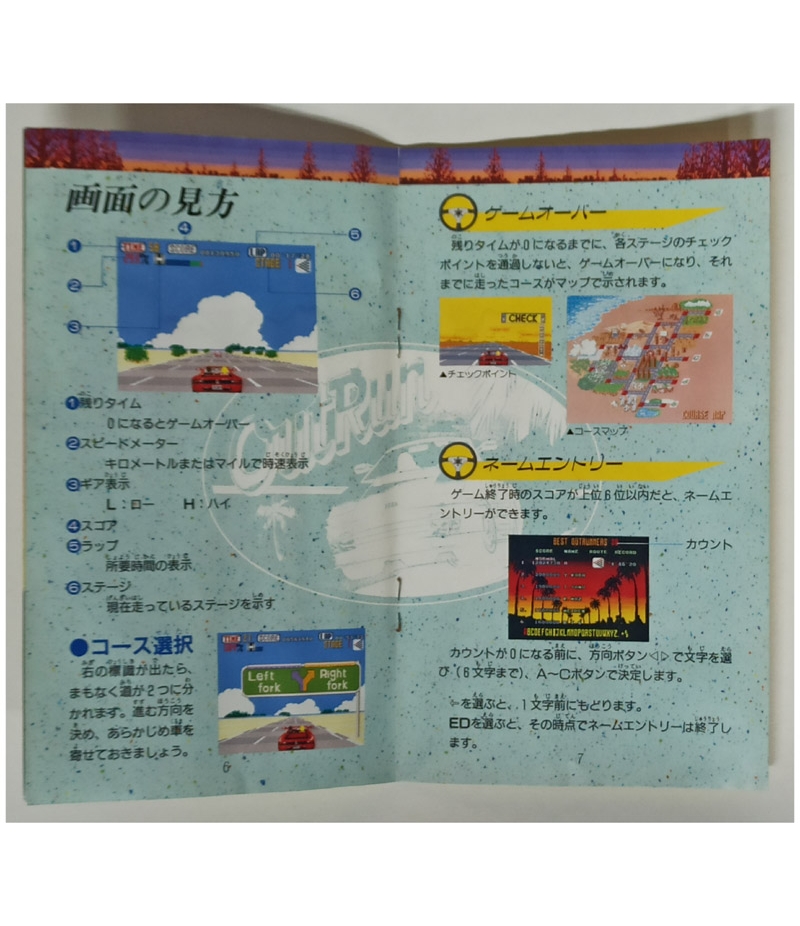 画面の見方
④
①
②
③
⑤
⑥
TIME
SCORE
STAGE 1
①残りタイム
0になるとゲームオーバー
②スピードメーター
キロメートルまたはマイルで時速表示
③ギア表示
L:ロー H:ハイ
④スコア
⑤ラップ
所要時間の表示
⑥ステージ
現在走っているステージを示す
●コース選択
右の標識が出たら、
まもなく道が2つに分
かれます。進む方向を
決め、あらかじめ車を
寄せておきましょう。
TIME
SCORE
STAGE 1
Left fork
Right fork
6
OutRun
ゲームオーバー
残りタイムが0になるまでに、各ステージのチェック
ポイントを通過しないと、ゲームオーバーになり、それ
までに走ったコースがマップで示されます。
CHECK
▲チェックポイント
COURSE MAP
▲コースマップ
ネームエントリー
ゲーム終了時のスコアが上位6位以内だと、ネームエ
ントリーができます。
BEST OUTRUNNERS
SCORE NAME ROUTE RECORD
NORMAL
ABCDEFGHIJKLMNOPQRSTUVWXYZ
カウント
カウントが0になる前に、方向ボタン◁▷で文字を選
び(6文字まで)、A〜Cボタンで決定します。
⇦を選ぶと、1文字前にもどります。
EDを選ぶと、その時点でネームエントリーは終了し
ます。
7